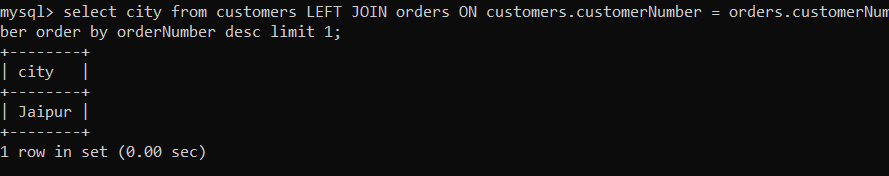 mysql> select city from customers LEFT JOIN orders ON customers.customerNumber = orders.customerNum
ber order by orderNumber desc limit 1;
+--------+
| city   |
+--------+
| Jaipur |
+--------+
1 row in set (0.00 sec)